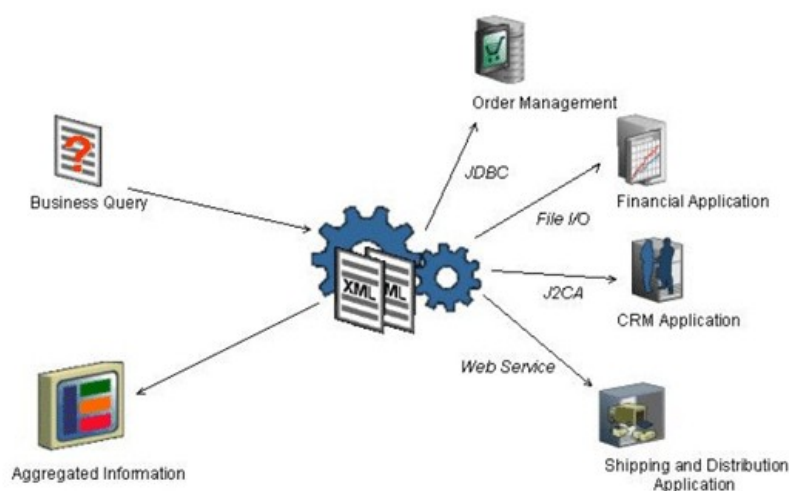 Order Management
JDBC
Business Query
Financial Application
File I/O
XML
ML
J2CA
CRM Application
Web Service
Aggregated Information
Shipping and Distribution
Application